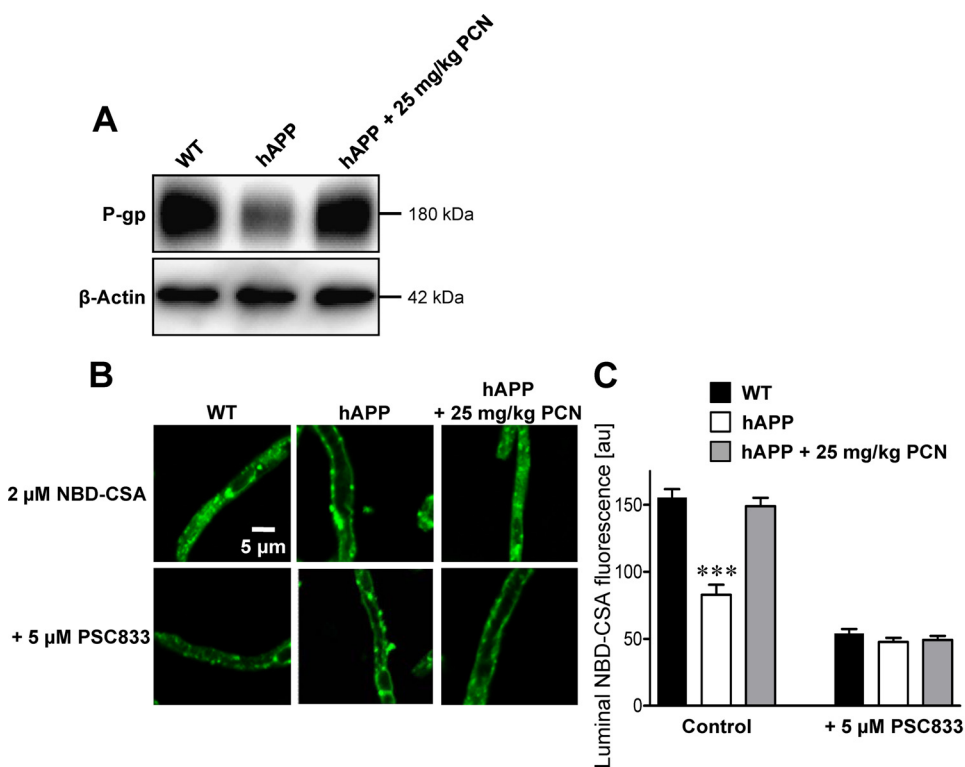 A
WT
hAPP
hAPP + 25 mg/kg PCN
P-gp
180 kDa
β-Actin
42 kDa
B
WT
hAPP
hAPP
+ 25 mg/kg PCN
2 µM NBD-CSA
5 µm
+ 5 µM PSC833
C
WT
hAPP
hAPP + 25 mg/kg PCN
Luminal NBD-CSA fluorescence [au]
150
100
50
0
***
Control
+ 5 µM PSC833